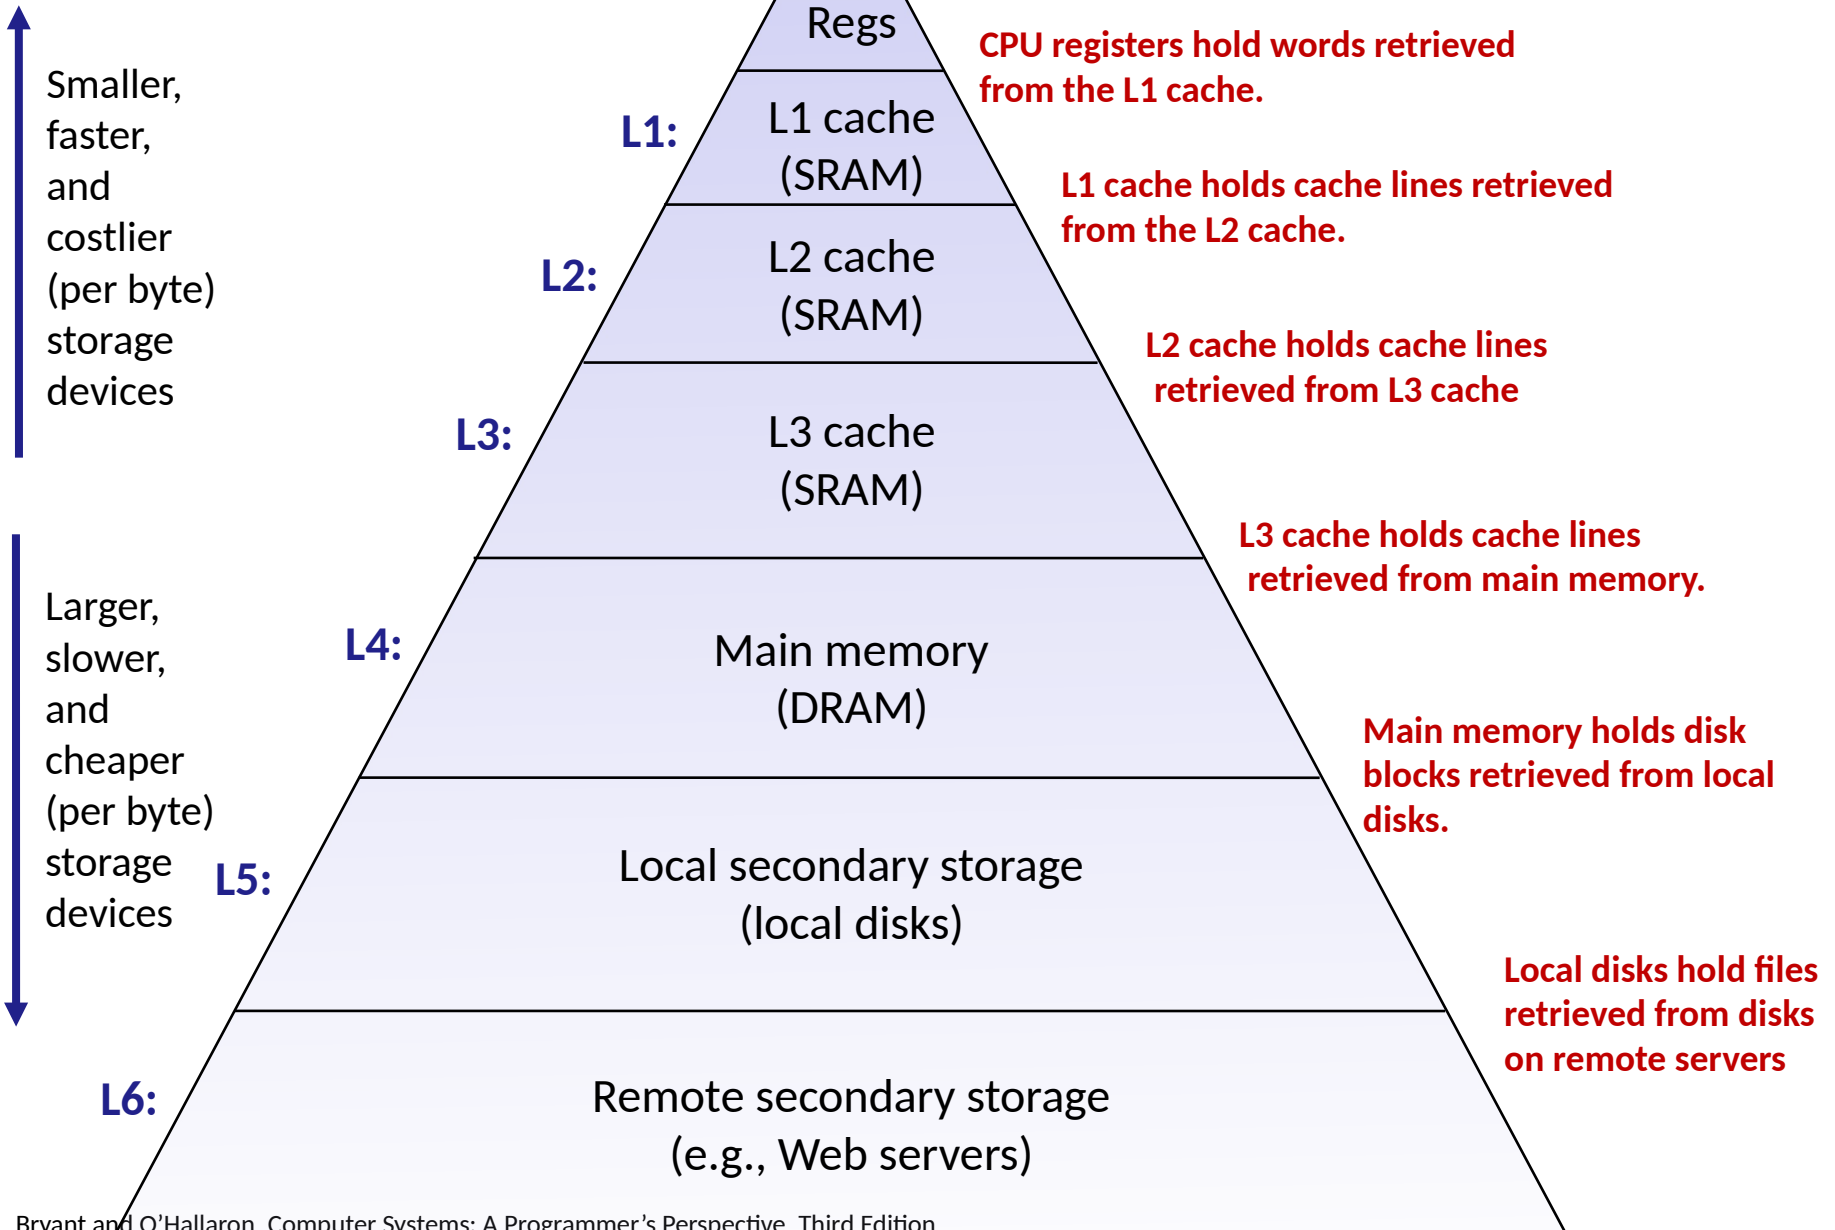 Regs
CPU registers hold words retrieved
from the L1 cache.
Smaller,
faster,
and
costlier
(per byte)
storage
devices
L1:
L1 cache
(SRAM)
L1 cache holds cache lines retrieved
from the L2 cache.
L2:
L2 cache
(SRAM)
L2 cache holds cache lines
retrieved from L3 cache
L3:
L3 cache
(SRAM)
L3 cache holds cache lines
retrieved from main memory.
Larger,
slower,
and
cheaper
(per byte)
storage
devices
L4:
Main memory
(DRAM)
Main memory holds disk
blocks retrieved from local
disks.
L5:
Local secondary storage
(local disks)
Local disks hold files
retrieved from disks
on remote servers
L6:
Remote secondary storage
(e.g., Web servers)
Bryant and O’Hallaron, Computer Systems: A Programmer’s Perspective, Third Edition